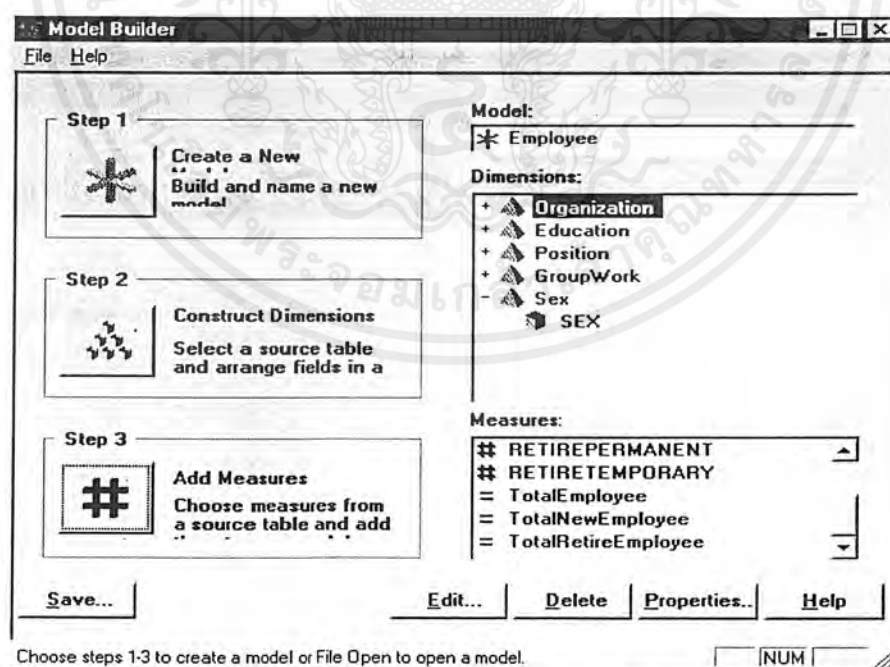 Model Builder
File Help
Step 1
Create a New
Build and name a new
model
Step 2
Construct Dimensions
Select a source table
and arrange fields in a
Step 3
Add Measures
Choose measures from
a source table and add
Model:
Employee
Dimensions:
+ Organization
+ Education
+ Position
+ GroupWork
- Sex
SEX
Measures:
# RETIREPERMANENT
# RETIRETEMPORARY
= TotalEmployee
= TotalNewEmployee
= TotalRetireEmployee
Save... Edit... Delete Properties.. Help
Choose steps 1-3 to create a model or File Open to open a model. NUM